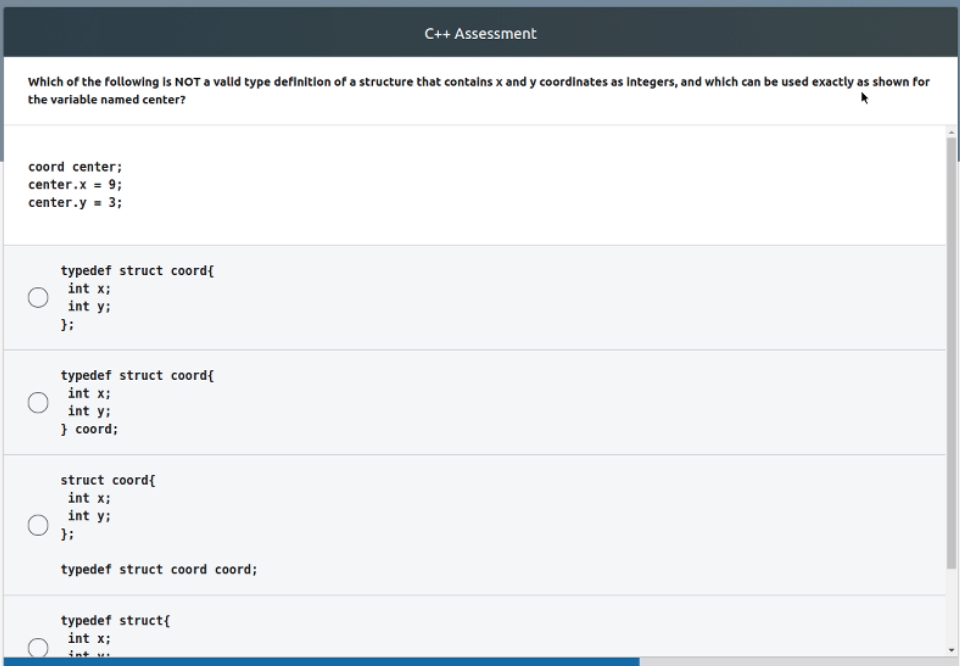 C++ Assessment
Which of the following is NOT a valid type definition of a structure that contains x and y coordinates as integers, and which can be used exactly as shown for
the variable named center?
coord center;
center.x = 9;
center.y = 3;
typedef struct coord{
int x;
int y;
};
typedef struct coord{
int x;
int y;
} coord;
struct coord{
int x;
int y;
};
typedef struct coord coord;
typedef struct{
int x;